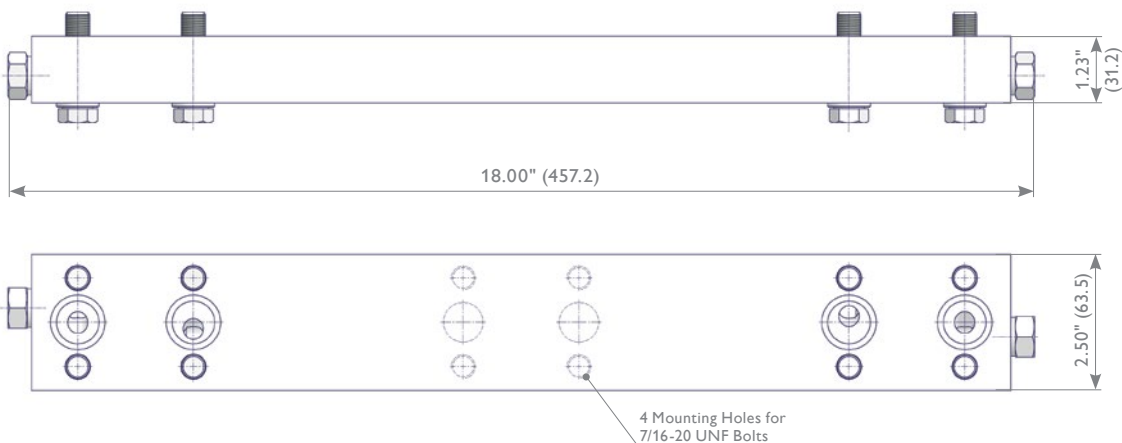 1.23"
(31.2)
18.00" (457.2)
2.50" (63.5)
4 Mounting Holes for
7/16-20 UNF Bolts